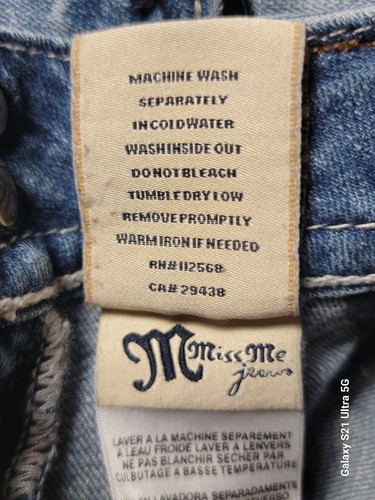 MACHINE WASH
SEPARATELY
IN COLD WATER
WASH INSIDE OUT
DO NOT BLEACH
TUMBLE DRY LOW
REMOVE PROMPTLY
WARM IRON IF NEEDED
RN# 112568
CA# 29438
M Miss Me
jeans
LAVER A LA MACHINE SEPAREMENT
A LEAU FROIDE LAVER A LENVERS
NE PAS BLANCHIR SECHER PAR
CULBUTAGE A BASSE TEMPERATURE
LAVADORA SEPARADAMENTE
Galaxy S21 Ultra 5G